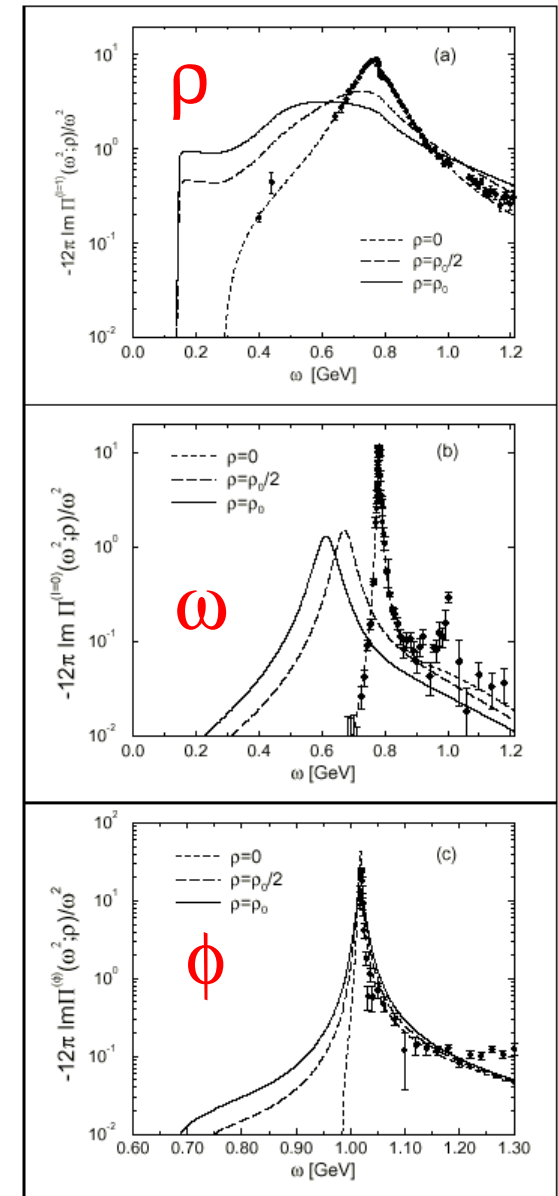 (a)
ρ
-12π Im Π^(I=1)(ω²;ρ)/ω²
10¹
10⁰
10⁻¹
10⁻²
ρ=0
ρ=ρ₀/2
ρ=ρ₀
0.0 0.2 0.4 0.6 0.8 1.0 1.2
ω [GeV]
(b)
ω
-12π Im Π^(I=0)(ω²;ρ)/ω²
10¹
10⁰
10⁻¹
10⁻²
ρ=0
ρ=ρ₀/2
ρ=ρ₀
0.0 0.2 0.4 0.6 0.8 1.0 1.2
ω [GeV]
(c)
ϕ
-12π ImΠ^(ϕ)(ω²;ρ)/ω²
10²
10¹
10⁰
10⁻¹
10⁻²
ρ=0
ρ=ρ₀/2
ρ=ρ₀
0.60 0.70 0.80 0.90 1.00 1.10 1.20 1.30
ω [GeV]